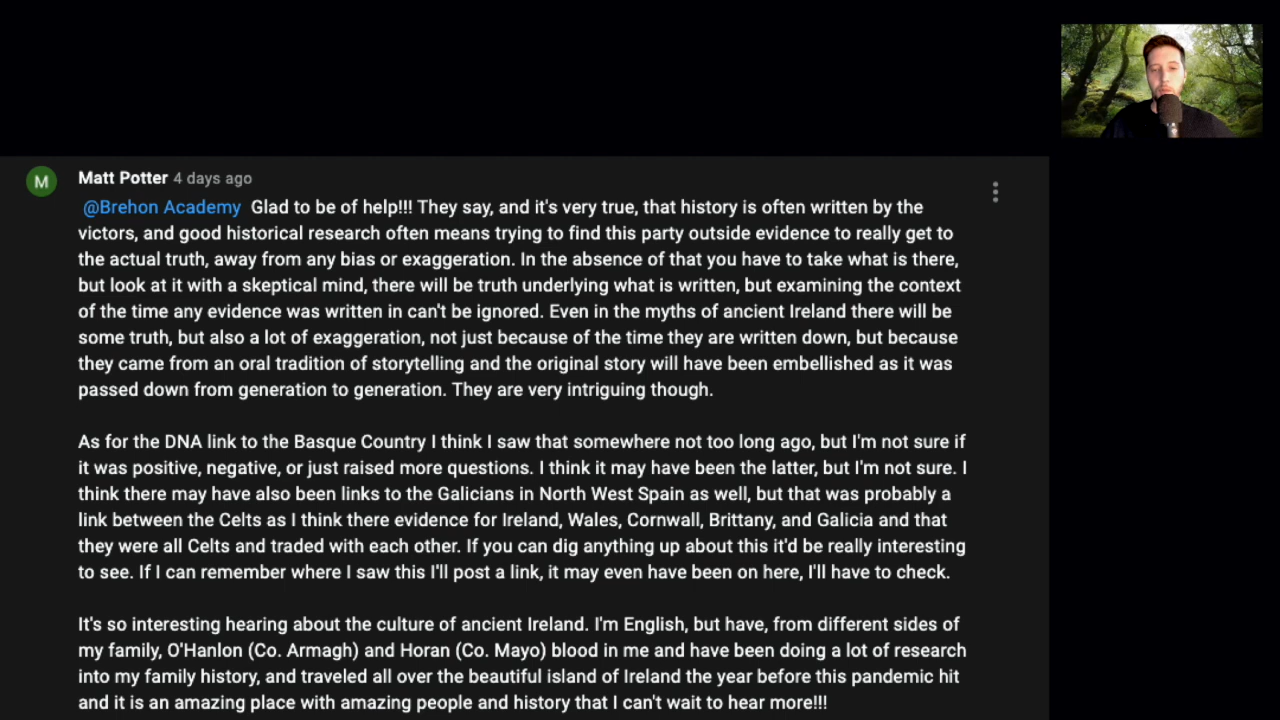 M
Matt Potter 4 days ago
@Brehon Academy Glad to be of help!!! They say, and it's very true, that history is often written by the
victors, and good historical research often means trying to find this party outside evidence to really get to
the actual truth, away from any bias or exaggeration. In the absence of that you have to take what is there,
but look at it with a skeptical mind, there will be truth underlying what is written, but examining the context
of the time any evidence was written in can't be ignored. Even in the myths of ancient Ireland there will be
some truth, but also a lot of exaggeration, not just because of the time they are written down, but because
they came from an oral tradition of storytelling and the original story will have been embellished as it was
passed down from generation to generation. They are very intriguing though.
As for the DNA link to the Basque Country I think I saw that somewhere not too long ago, but I'm not sure if
it was positive, negative, or just raised more questions. I think it may have been the latter, but I'm not sure. I
think there may have also been links to the Galicians in North West Spain as well, but that was probably a
link between the Celts as I think there evidence for Ireland, Wales, Cornwall, Brittany, and Galicia and that
they were all Celts and traded with each other. If you can dig anything up about this it'd be really interesting
to see. If I can remember where I saw this I'll post a link, it may even have been on here, I'll have to check.
It's so interesting hearing about the culture of ancient Ireland. I'm English, but have, from different sides of
my family, O'Hanlon (Co. Armagh) and Horan (Co. Mayo) blood in me and have been doing a lot of research
into my family history, and traveled all over the beautiful island of Ireland the year before this pandemic hit
and it is an amazing place with amazing people and history that I can't wait to hear more!!!